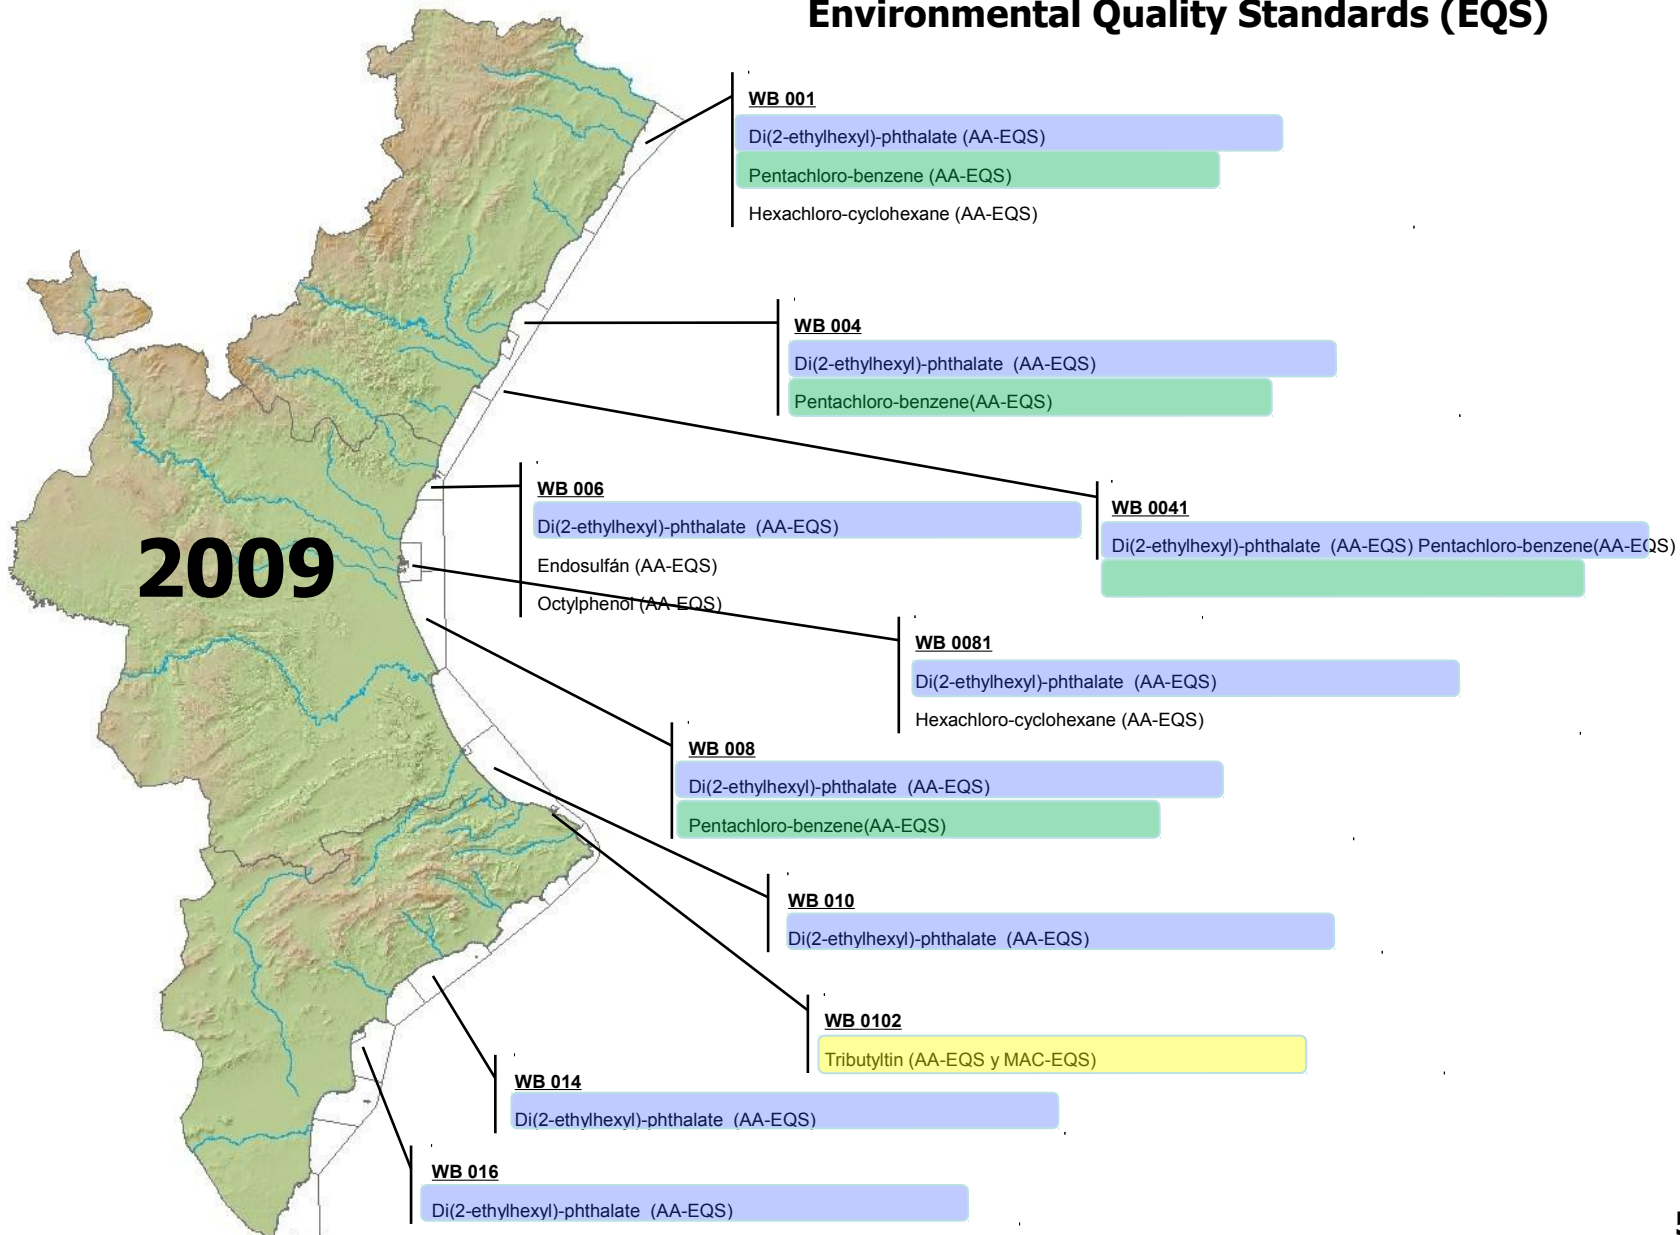 Environmental Quality Standards (EQS)
WB 001
Di(2-ethylhexyl)-phthalate (AA-EQS)
Pentachloro-benzene (AA-EQS)
Hexachloro-cyclohexane (AA-EQS)
WB 004
Di(2-ethylhexyl)-phthalate (AA-EQS)
Pentachloro-benzene(AA-EQS)
WB 006
Di(2-ethylhexyl)-phthalate (AA-EQS)
Endosulfán (AA-EQS)
Octylphenol (AA-EQS)
WB 0041
Di(2-ethylhexyl)-phthalate (AA-EQS) Pentachloro-benzene(AA-EQS)
2009
WB 0081
Di(2-ethylhexyl)-phthalate (AA-EQS)
Hexachloro-cyclohexane (AA-EQS)
WB 008
Di(2-ethylhexyl)-phthalate (AA-EQS)
Pentachloro-benzene(AA-EQS)
WB 010
Di(2-ethylhexyl)-phthalate (AA-EQS)
WB 0102
Tributyltin (AA-EQS y MAC-EQS)
WB 014
Di(2-ethylhexyl)-phthalate (AA-EQS)
WB 016
Di(2-ethylhexyl)-phthalate (AA-EQS)